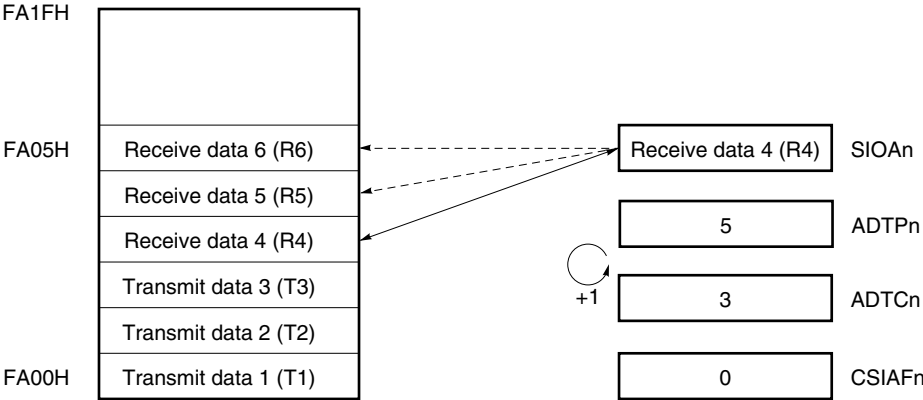 FA1FH
FA05H
Receive data 6 (R6)
Receive data 4 (R4)
SIOAn
Receive data 5 (R5)
Receive data 4 (R4)
5
ADTPn
Transmit data 3 (T3)
+1
3
ADTCn
Transmit data 2 (T2)
FA00H
Transmit data 1 (T1)
0
CSIAFn